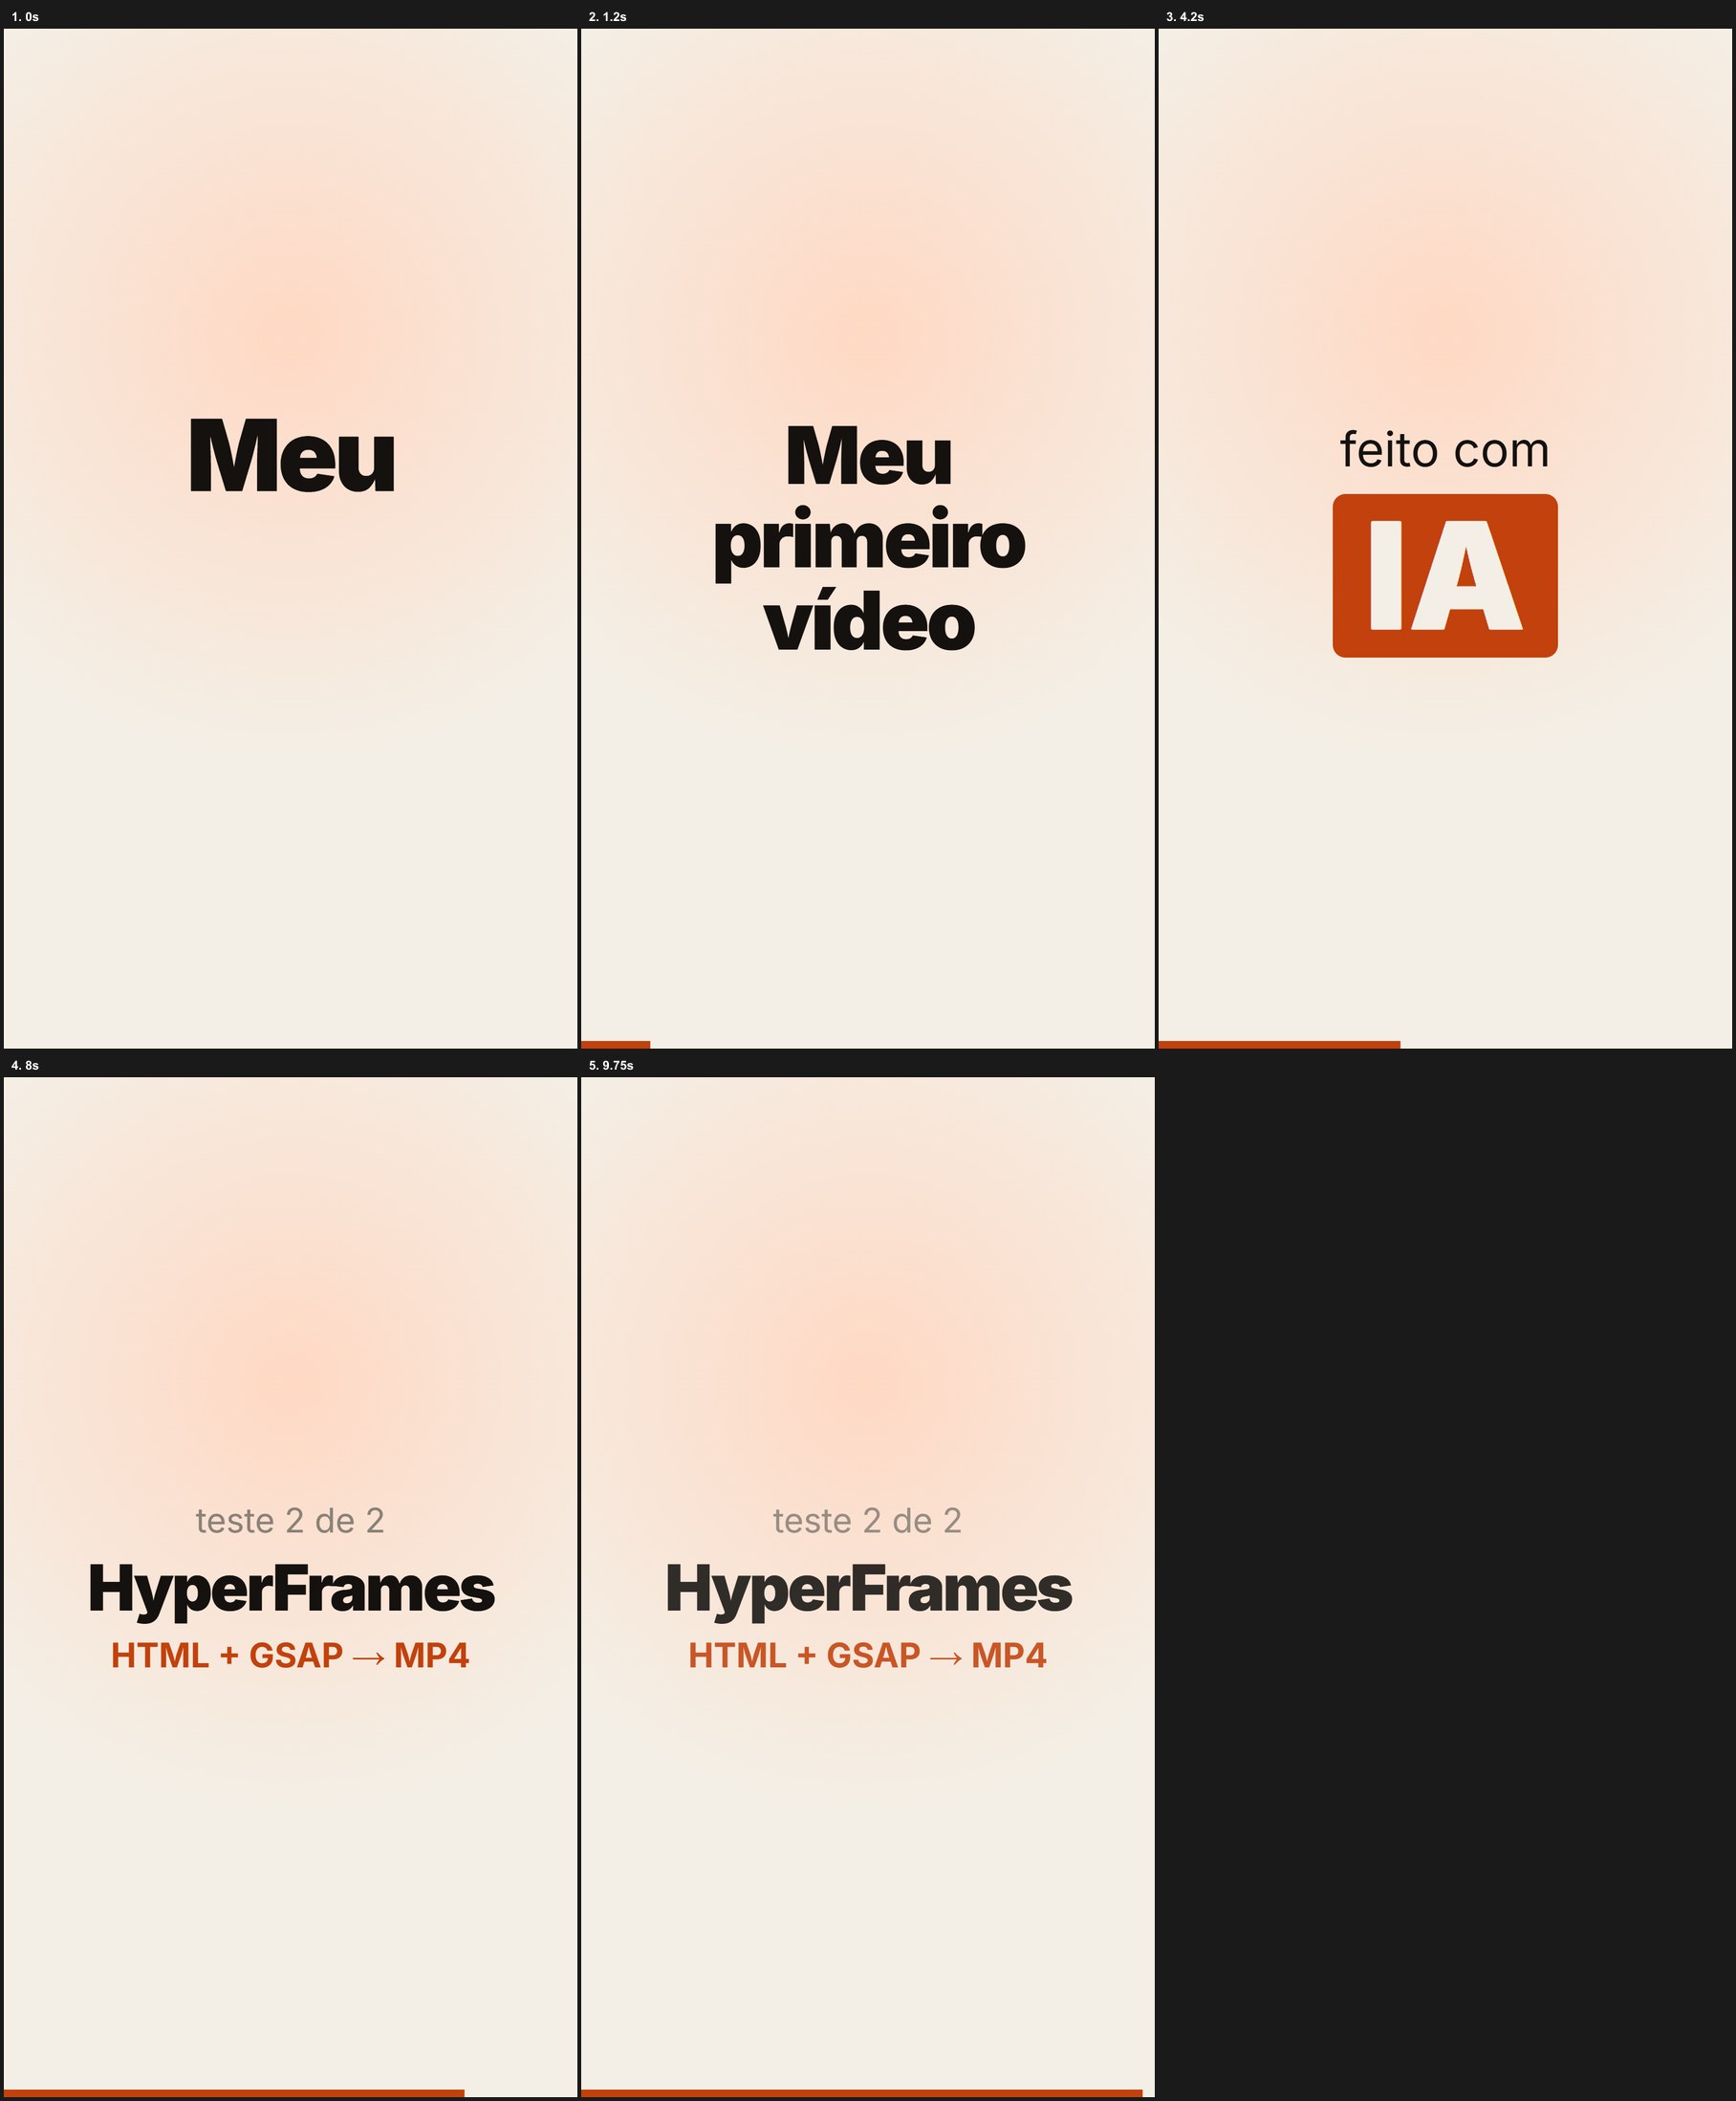 1. 0s
Meu
2. 1.2s
Meu
primeiro
vídeo
3. 4.2s
feito com
IA
4. 8s
teste 2 de 2
HyperFrames
HTML + GSAP → MP4
5. 9.75s
teste 2 de 2
HyperFrames
HTML + GSAP → MP4